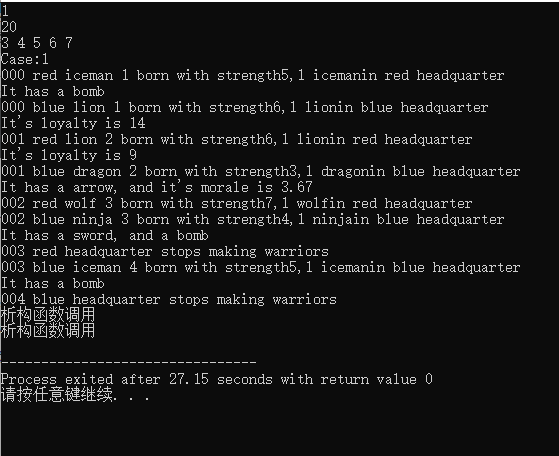 1
20
3 4 5 6 7
Case:1
000 red iceman 1 born with strength5,1 icemanin red headquarter
It has a bomb
000 blue lion 1 born with strength6,1 lionin blue headquarter
It's loyalty is 14
001 red lion 2 born with strength6,1 lionin red headquarter
It's loyalty is 9
001 blue dragon 2 born with strength3,1 dragonin blue headquarter
It has a arrow, and it's morale is 3.67
002 red wolf 3 born with strength7,1 wolfin red headquarter
002 blue ninja 3 born with strength4,1 ninjain blue headquarter
It has a sword, and a bomb
003 red headquarter stops making warriors
003 blue iceman 4 born with strength5,1 icemanin blue headquarter
It has a bomb
004 blue headquarter stops making warriors
析构函数调用
析构函数调用
--------------------------------
Process exited after 27.15 seconds with return value 0
请按任意键继续. . .